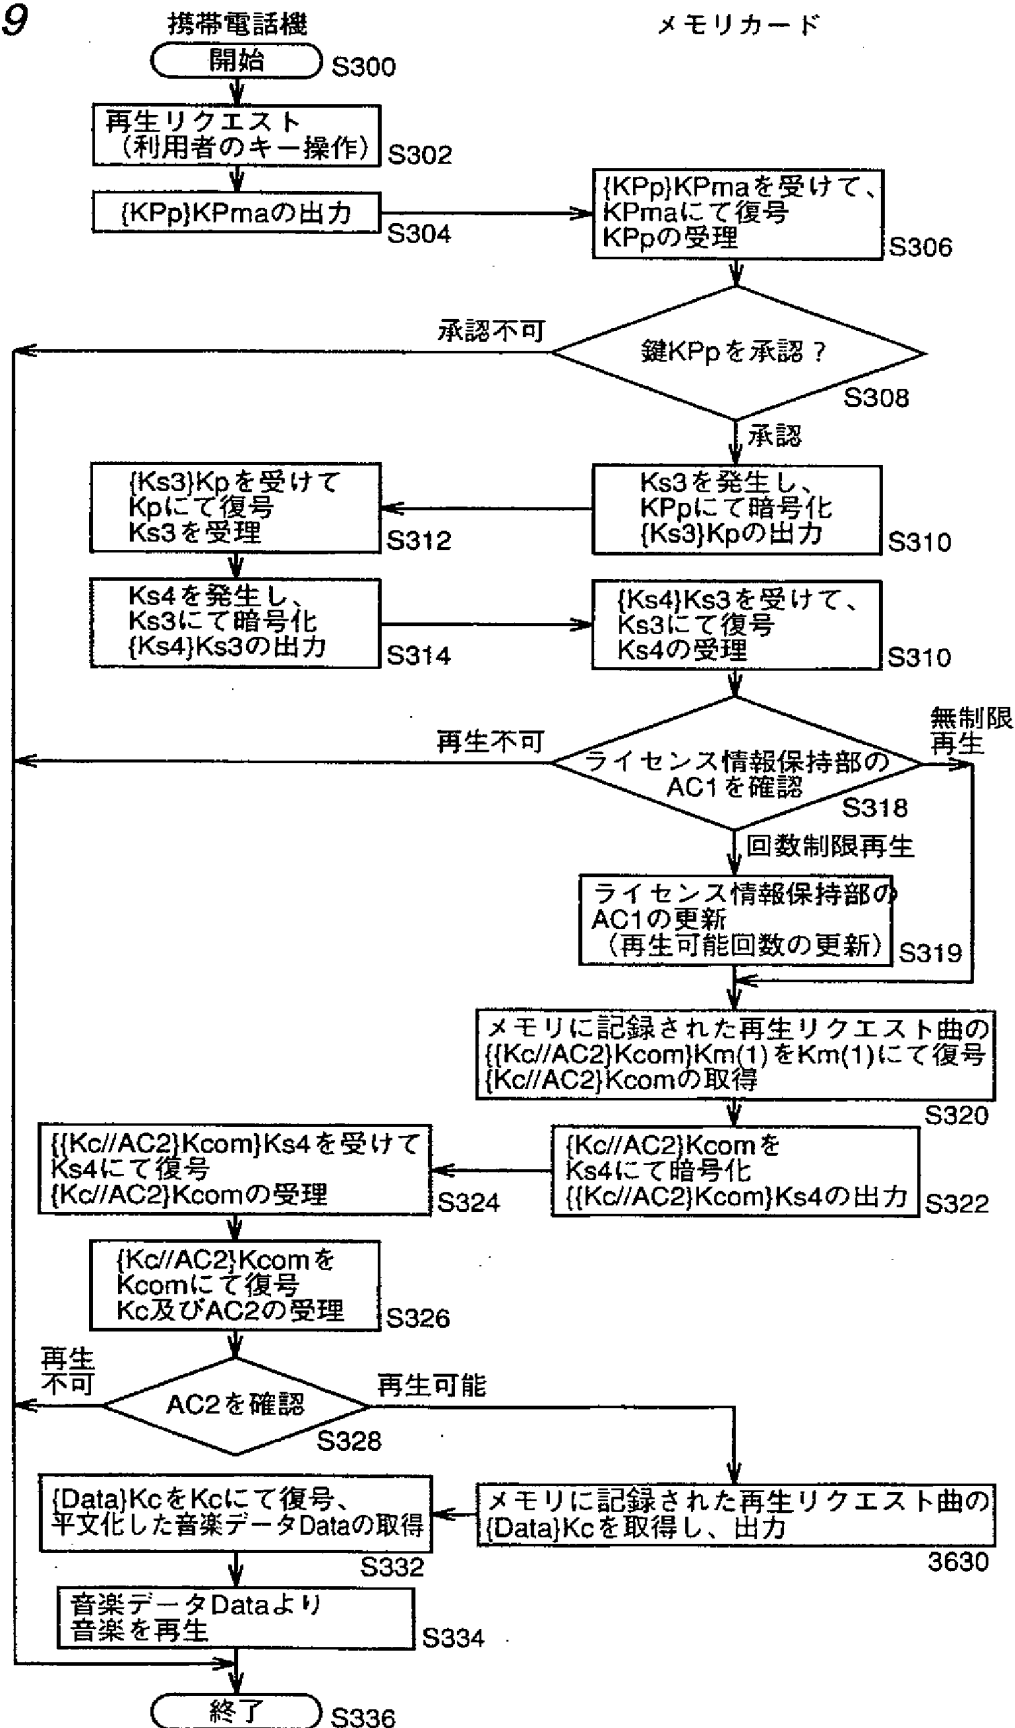 9
携帯電話機
メモリカード
開始
S300
再生リクエスト
（利用者のキー操作）
S302
{KPp}KPmaの出力
S304
{KPp}KPmaを受けて、
KPmaにて復号
KPpの受理
S306
承認不可
鍵KPpを承認？
S308
承認
Ks3を発生し、
KPpにて暗号化
{Ks3}Kpの出力
S310
{Ks3}Kpを受けて
Kpにて復号
Ks3を受理
S312
Ks4を発生し、
Ks3にて暗号化
{Ks4}Ks3の出力
S314
{Ks4}Ks3を受けて、
Ks3にて復号
Ks4の受理
S310
再生不可
ライセンス情報保持部の
AC1を確認
S318
無制限
再生
回数制限再生
ライセンス情報保持部の
AC1の更新
（再生可能回数の更新）
S319
メモリに記録された再生リクエスト曲の
{{Kc//AC2}Kcom}Km(1)をKm(1)にて復号
{Kc//AC2}Kcomの取得
S320
{Kc//AC2}Kcomを
Ks4にて暗号化
{{Kc//AC2}Kcom}Ks4の出力
S322
{{Kc//AC2}Kcom}Ks4を受けて
Ks4にて復号
{Kc//AC2}Kcomの受理
S324
{Kc//AC2}Kcomを
Kcomにて復号
Kc及びAC2の受理
S326
再生
不可
AC2を確認
S328
再生可能
メモリに記録された再生リクエスト曲の
{Data}Kcを取得し、出力
3630
{Data}KcをKcにて復号、
平文化した音楽データDataの取得
S332
音楽データDataより
音楽を再生
S334
終了
S336